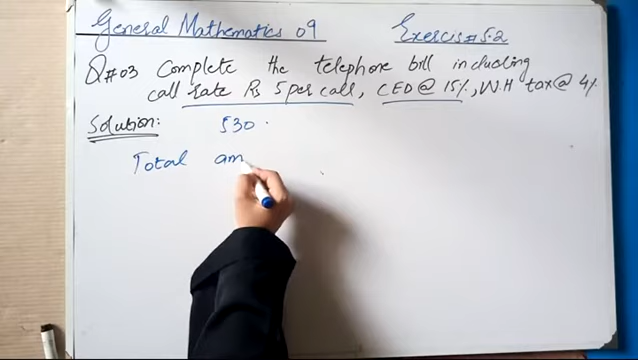 General Mathematics 09
Exercise# 5.2
Q#03 Complete the telephone bill including
call rate Rs 5 per call, CED@ 15%, W.H tax@ 4%
Solution: 530.
Total am